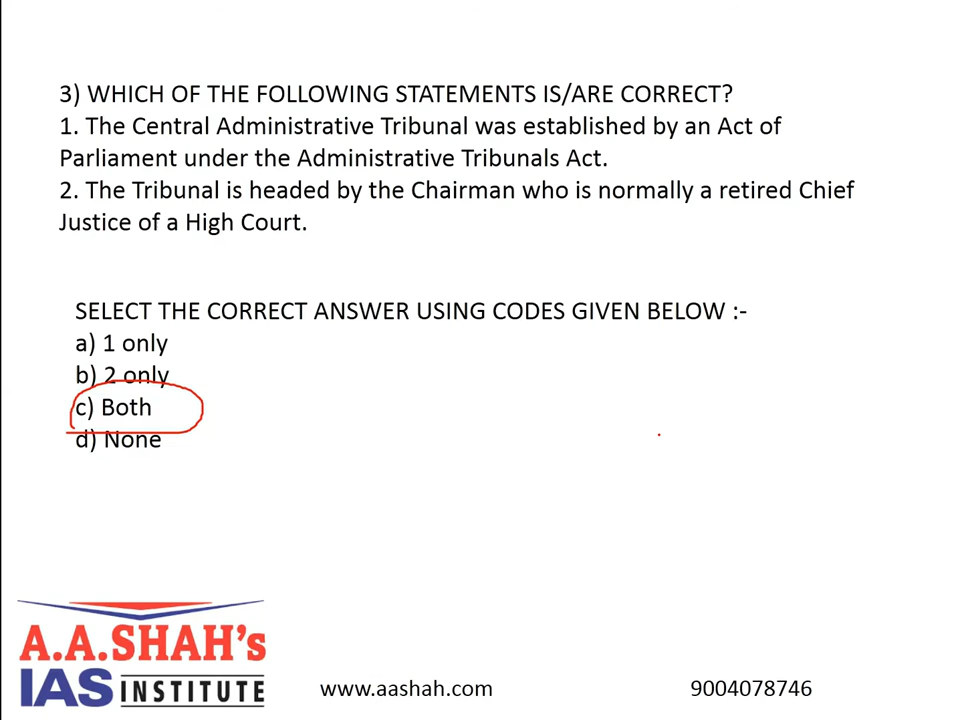 3) WHICH OF THE FOLLOWING STATEMENTS IS/ARE CORRECT?
1. The Central Administrative Tribunal was established by an Act of
Parliament under the Administrative Tribunals Act.
2. The Tribunal is headed by the Chairman who is normally a retired Chief
Justice of a High Court.
SELECT THE CORRECT ANSWER USING CODES GIVEN BELOW :-
a) 1 only
b) 2 only
c) Both
d) None
A.A.SHAH's
IAS INSTITUTE
www.aashah.com
9004078746